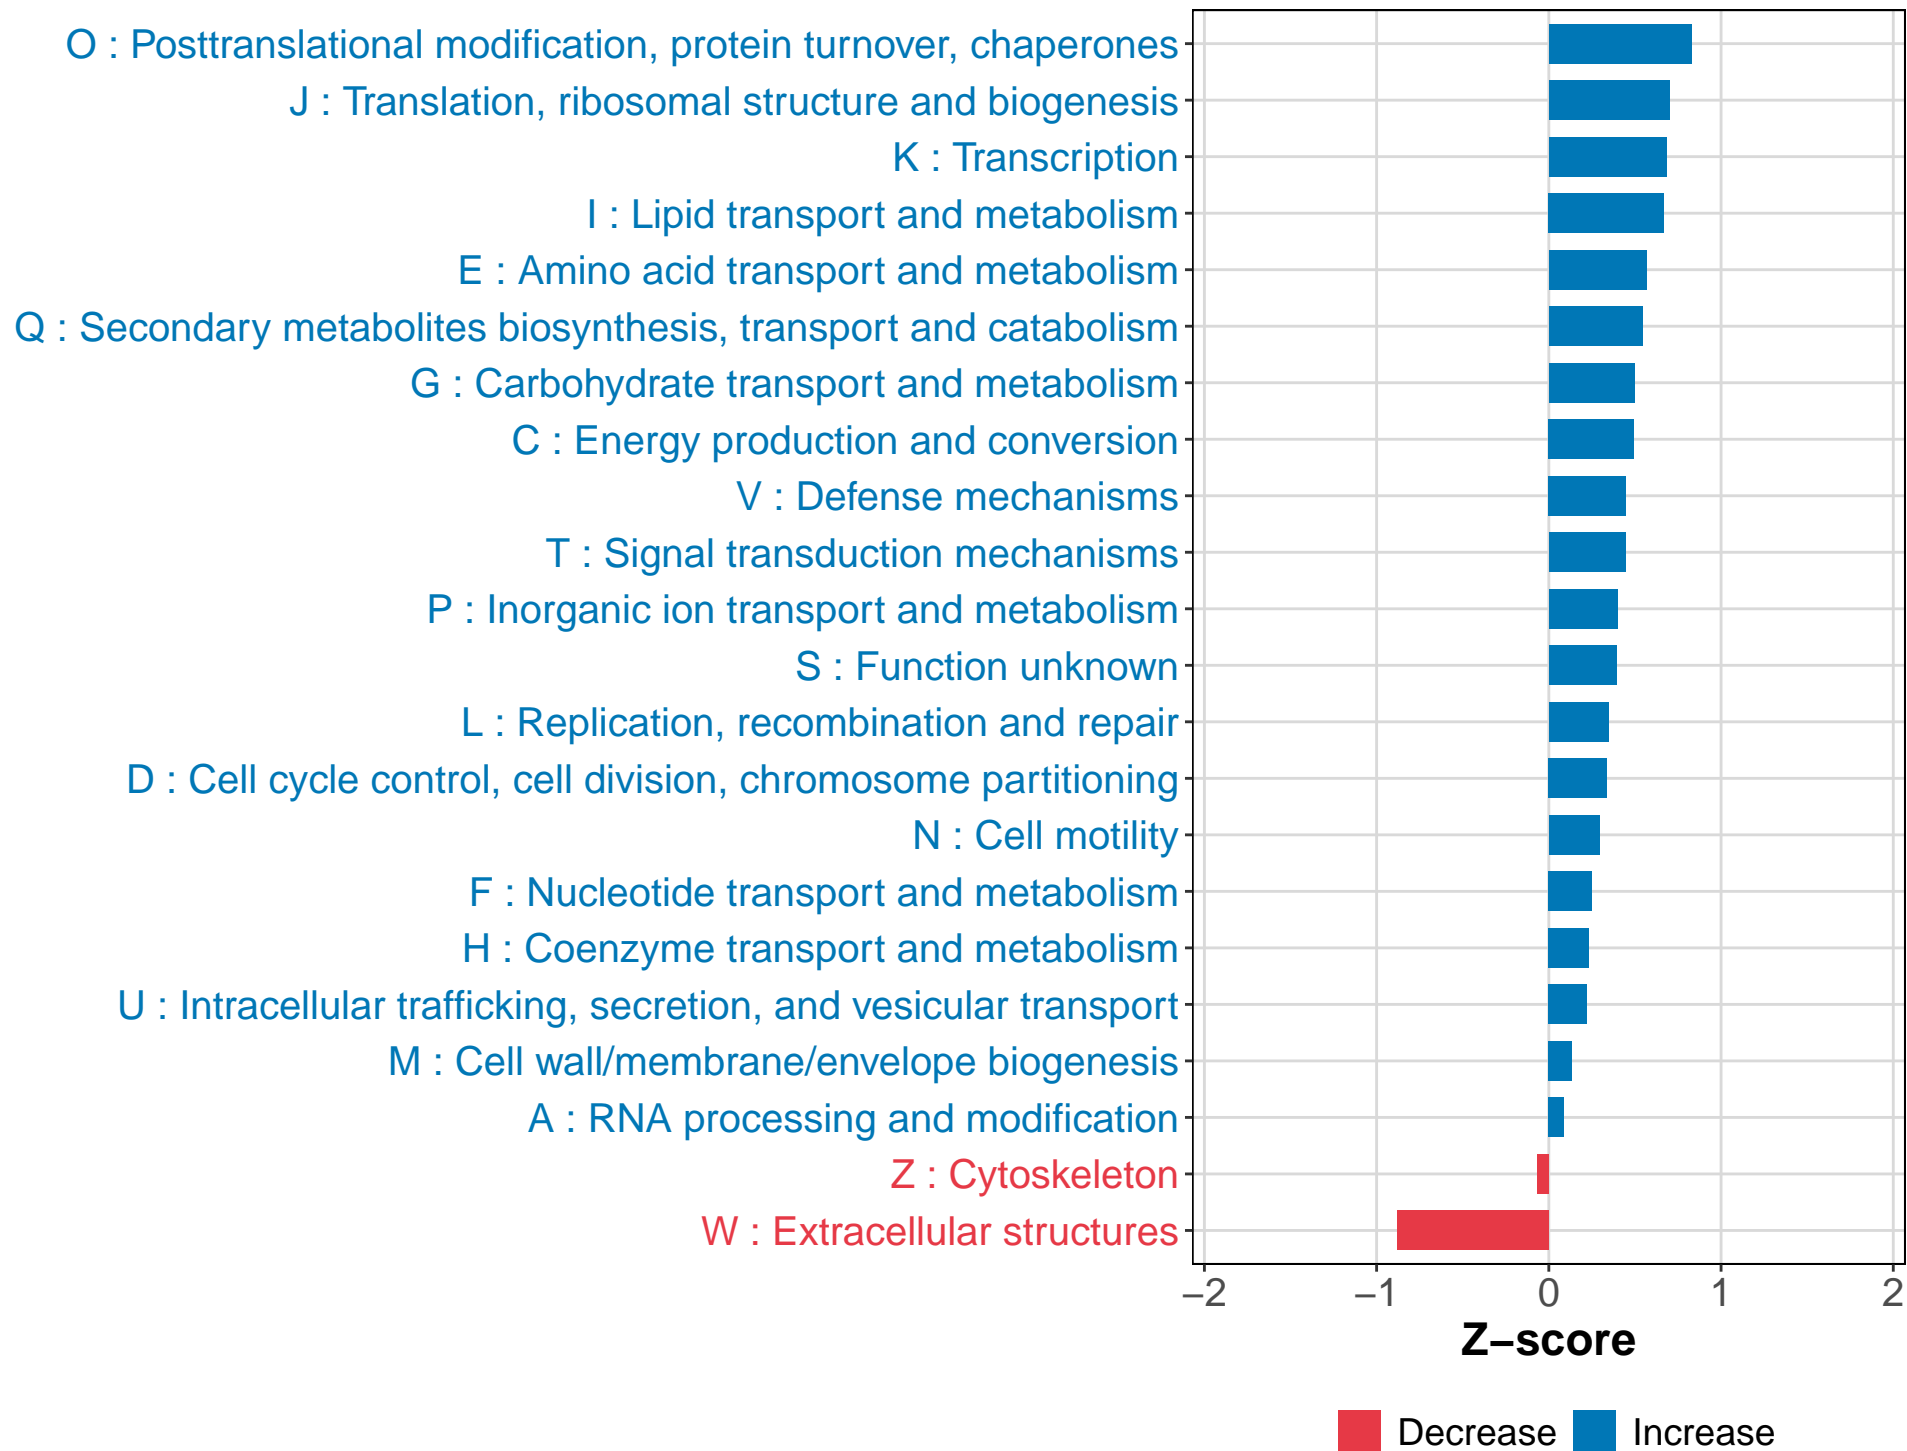 O : Posttranslational modification, protein turnover, chaperones
J : Translation, ribosomal structure and biogenesis
K : Transcription
I : Lipid transport and metabolism
E : Amino acid transport and metabolism
Q : Secondary metabolites biosynthesis, transport and catabolism
G : Carbohydrate transport and metabolism
C : Energy production and conversion
V : Defense mechanisms
T : Signal transduction mechanisms
P : Inorganic ion transport and metabolism
S : Function unknown
L : Replication, recombination and repair
D : Cell cycle control, cell division, chromosome partitioning
N : Cell motility
F : Nucleotide transport and metabolism
H : Coenzyme transport and metabolism
U : Intracellular trafficking, secretion, and vesicular transport
M : Cell wall/membrane/envelope biogenesis
A : RNA processing and modification
Z : Cytoskeleton
W : Extracellular structures
−2 −1 0 1 2
Z−score
Decrease Increase